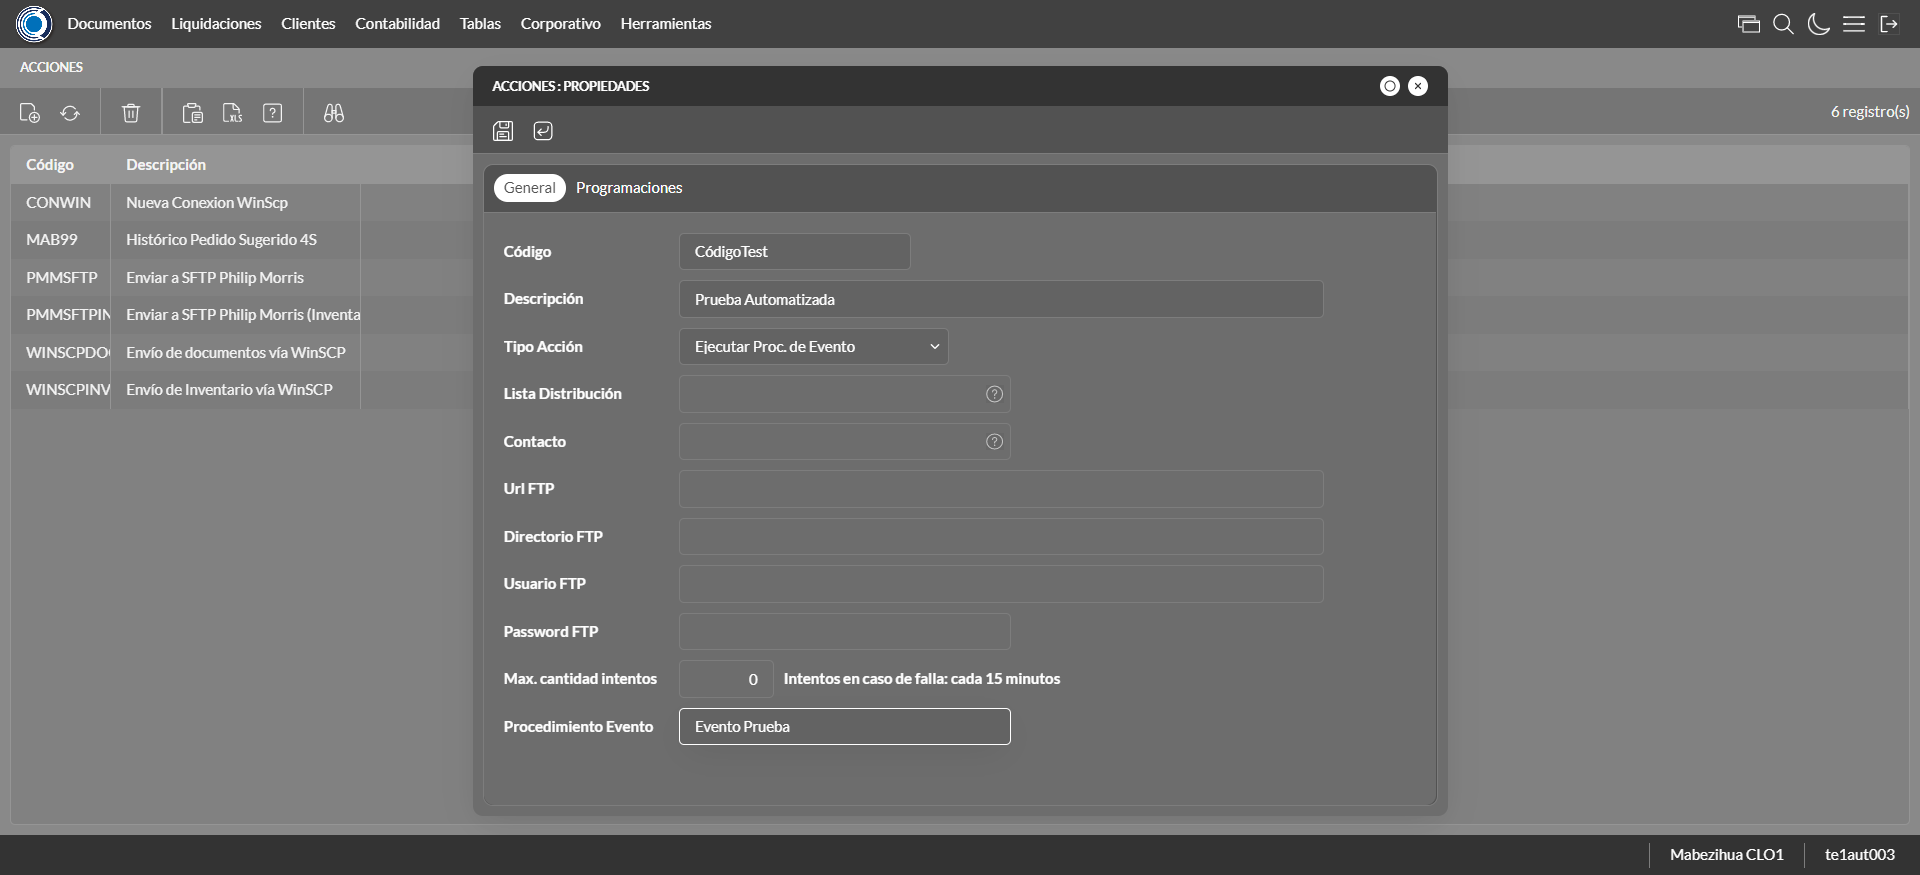 Documentos Liquidaciones Clientes Contabilidad Tablas Corporativo Herramientas
ACCIONES
6 registro(s)
Código Descripción
CONWIN Nueva Conexion WinScp
MAB99 Histórico Pedido Sugerido 4S
PMMSFTP Enviar a SFTP Philip Morris
PMMSFTPIN Enviar a SFTP Philip Morris (Inventa
WINSCPDO Envío de documentos vía WinSCP
WINSCPINV Envío de Inventario vía WinSCP
ACCIONES : PROPIEDADES
General Programaciones
Código CódigoTest
Descripción Prueba Automatizada
Tipo Acción Ejecutar Proc. de Evento
Lista Distribución
Contacto
Url FTP
Directorio FTP
Usuario FTP
Password FTP
Max. cantidad intentos 0 Intentos en caso de falla: cada 15 minutos
Procedimiento Evento Evento Prueba
Mabezihua CLO1 te1aut003